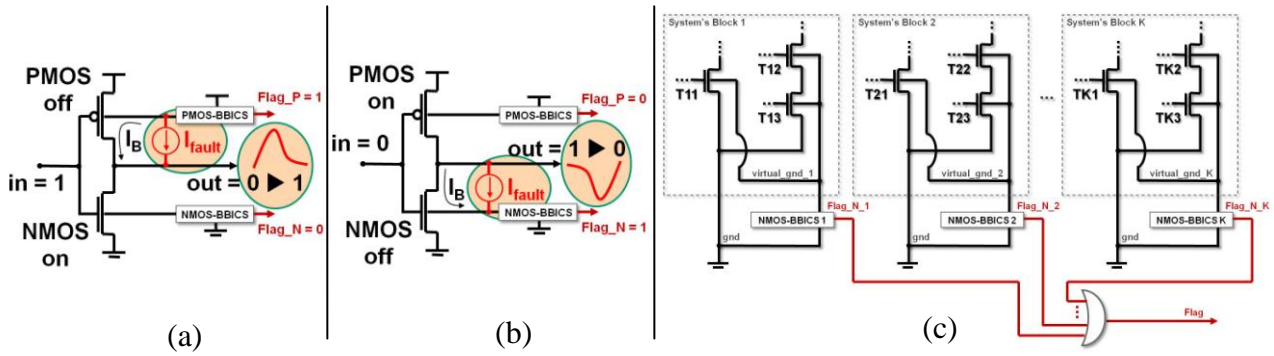 PMOS
off
Flag_P = 1
PMOS-BBICS
I_B
I_fault
in = 1
out = 0 ▶ 1
NMOS-BBICS
NMOS
on
Flag_N = 0
(a)
PMOS
on
Flag_P = 0
PMOS-BBICS
in = 0
out = 1 ▶ 0
I_B
I_fault
NMOS-BBICS
NMOS
off
Flag_N = 1
(b)
System's Block 1
T12
T11
T13
virtual_gnd_1
Flag_N_1
NMOS-BBICS 1
gnd
System's Block 2
T22
T21
T23
virtual_gnd_2
Flag_N_2
NMOS-BBICS 2
gnd
...
System's Block K
TK2
TK1
TK3
virtual_gnd_K
Flag_N_K
NMOS-BBICS K
gnd
Flag
(c)